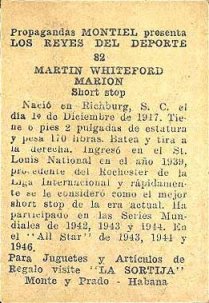 Propagandas MONTIEL presenta
LOS REYES DEL DEPORTE
82
MARTIN WHITEFORD
MARION
Short stop
Nació en Richburg, S. C. el
día 1º de Diciembre de 1917. Tie-
ne 6 pies 2 pulgadas de estatura
y pesa 170 libras. Batea y tira a
la derecha. Ingresó en el St.
Louis National en el año 1939,
procedente del Rochester de la
Liga Internacional y rápidamen-
te se le consideró como el mejor
short stop de la era actual. Ha
participado en las Series Mun-
diales de 1942, 1943 y 1944. En
el "All Star" de 1943, 1944 y
1946.
Para Juguetes y Artículos de
Regalo visite "LA SORTIJA"
Monte y Prado - Habana